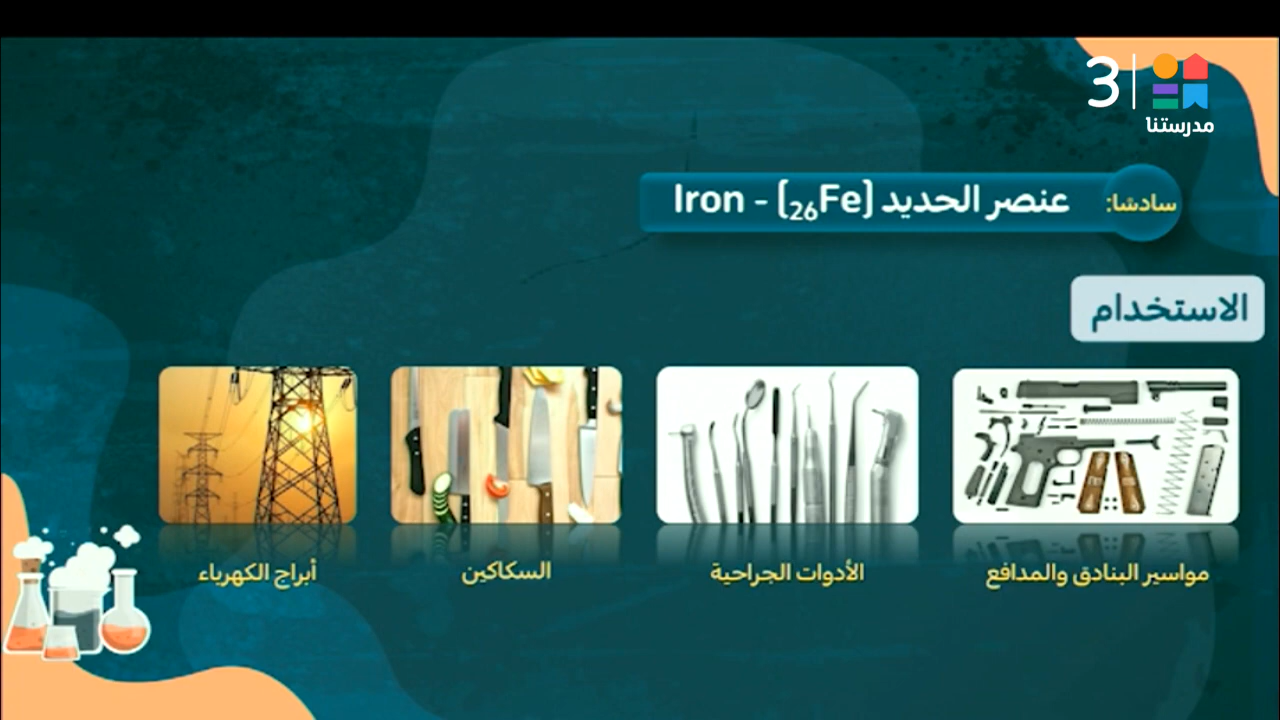 3
مدرستنا
سادسًا: عنصر الحديد [₂₆Fe] - Iron
الاستخدام
مواسير البنادق والمدافع
الأدوات الجراحية
السكاكين
أبراج الكهرباء